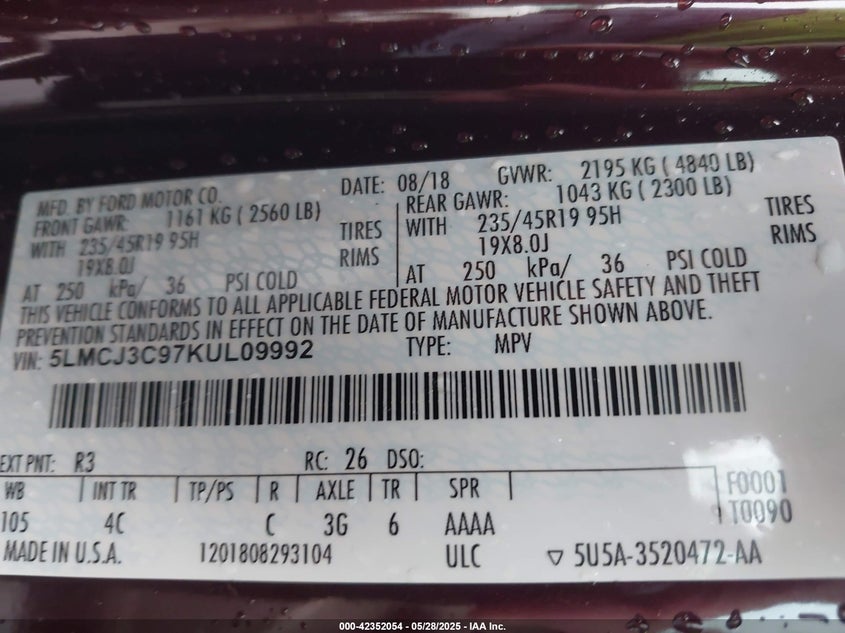 MFD. BY FORD MOTOR CO. DATE: 08/18 GVWR: 2195 KG ( 4840 LB)
FRONT GAWR: 1161 KG ( 2560 LB) REAR GAWR: 1043 KG ( 2300 LB)
WITH 235/45R19 95H TIRES WITH 235/45R19 95H TIRES
19X8.0J RIMS 19X8.0J RIMS
AT 250 kPa/ 36 PSI COLD AT 250 kPa/ 36 PSI COLD
THIS VEHICLE CONFORMS TO ALL APPLICABLE FEDERAL MOTOR VEHICLE SAFETY AND THEFT
PREVENTION STANDARDS IN EFFECT ON THE DATE OF MANUFACTURE SHOWN ABOVE.
VIN: 5LMCJ3C97KUL09992 TYPE: MPV
EXT PNT: R3 RC: 26 DSO:
WB INT TR TP/PS R AXLE TR SPR F0001
105 4C C 3G 6 AAAA T0090
MADE IN U.S.A. 1201808293104 ULC ▽ 5U5A-3520472-AA
000-42352054 - 05/28/2025 - IAA Inc.